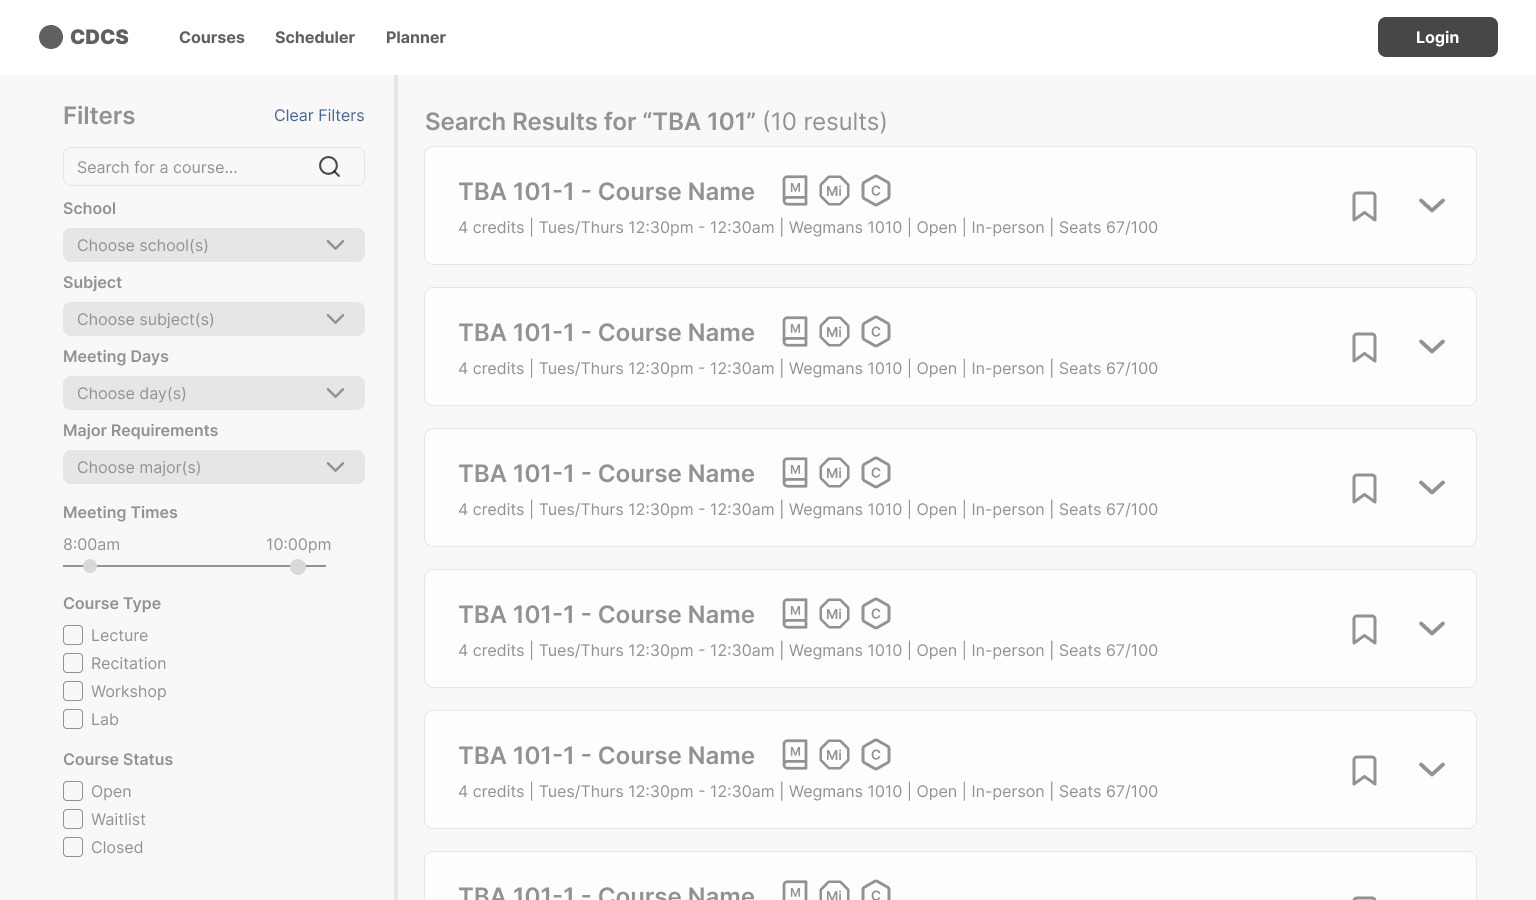 CDCS
Courses
Scheduler
Planner
Login
Filters
Clear Filters
Search for a course...
School
Choose school(s)
Subject
Choose subject(s)
Meeting Days
Choose day(s)
Major Requirements
Choose major(s)
Meeting Times
8:00am
10:00pm
Course Type
Lecture
Recitation
Workshop
Lab
Course Status
Open
Waitlist
Closed
Search Results for “TBA 101” (10 results)
TBA 101-1 - Course Name M Mi C
4 credits | Tues/Thurs 12:30pm - 12:30am | Wegmans 1010 | Open | In-person | Seats 67/100
TBA 101-1 - Course Name M Mi C
4 credits | Tues/Thurs 12:30pm - 12:30am | Wegmans 1010 | Open | In-person | Seats 67/100
TBA 101-1 - Course Name M Mi C
4 credits | Tues/Thurs 12:30pm - 12:30am | Wegmans 1010 | Open | In-person | Seats 67/100
TBA 101-1 - Course Name M Mi C
4 credits | Tues/Thurs 12:30pm - 12:30am | Wegmans 1010 | Open | In-person | Seats 67/100
TBA 101-1 - Course Name M Mi C
4 credits | Tues/Thurs 12:30pm - 12:30am | Wegmans 1010 | Open | In-person | Seats 67/100
TBA 101-1 - Course Name M Mi C